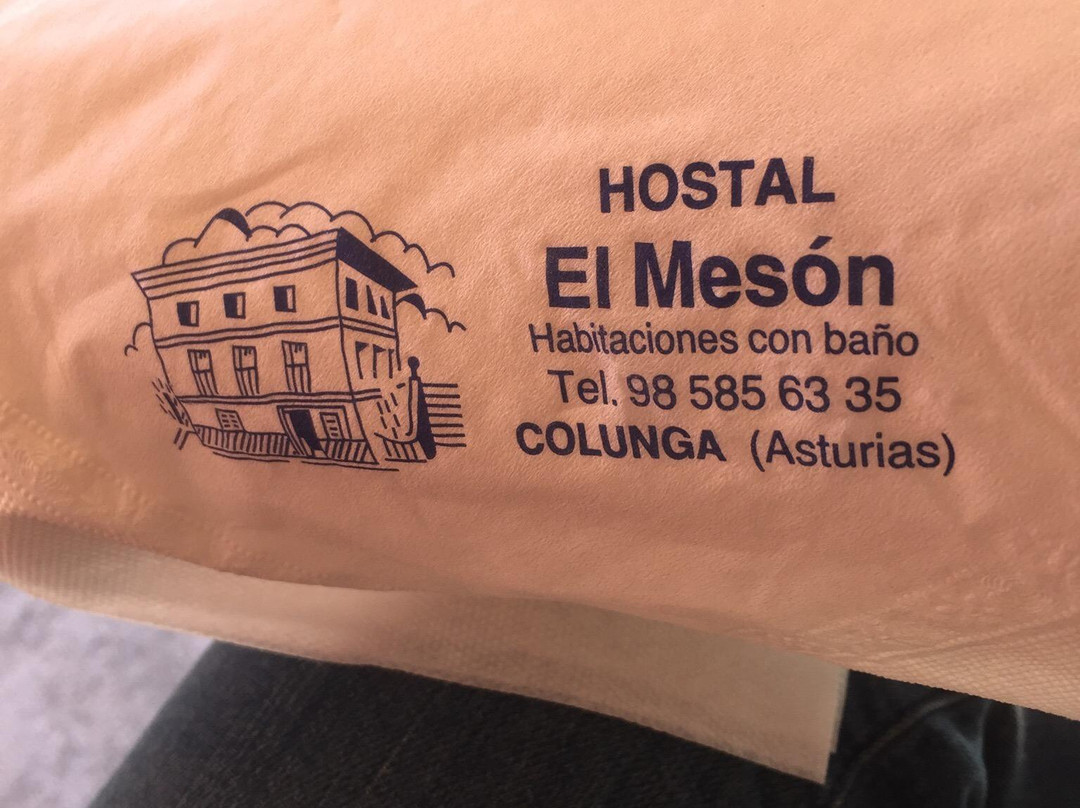 HOSTAL
El Mesón
Habitaciones con baño
Tel. 98 585 63 35
COLUNGA (Asturias)